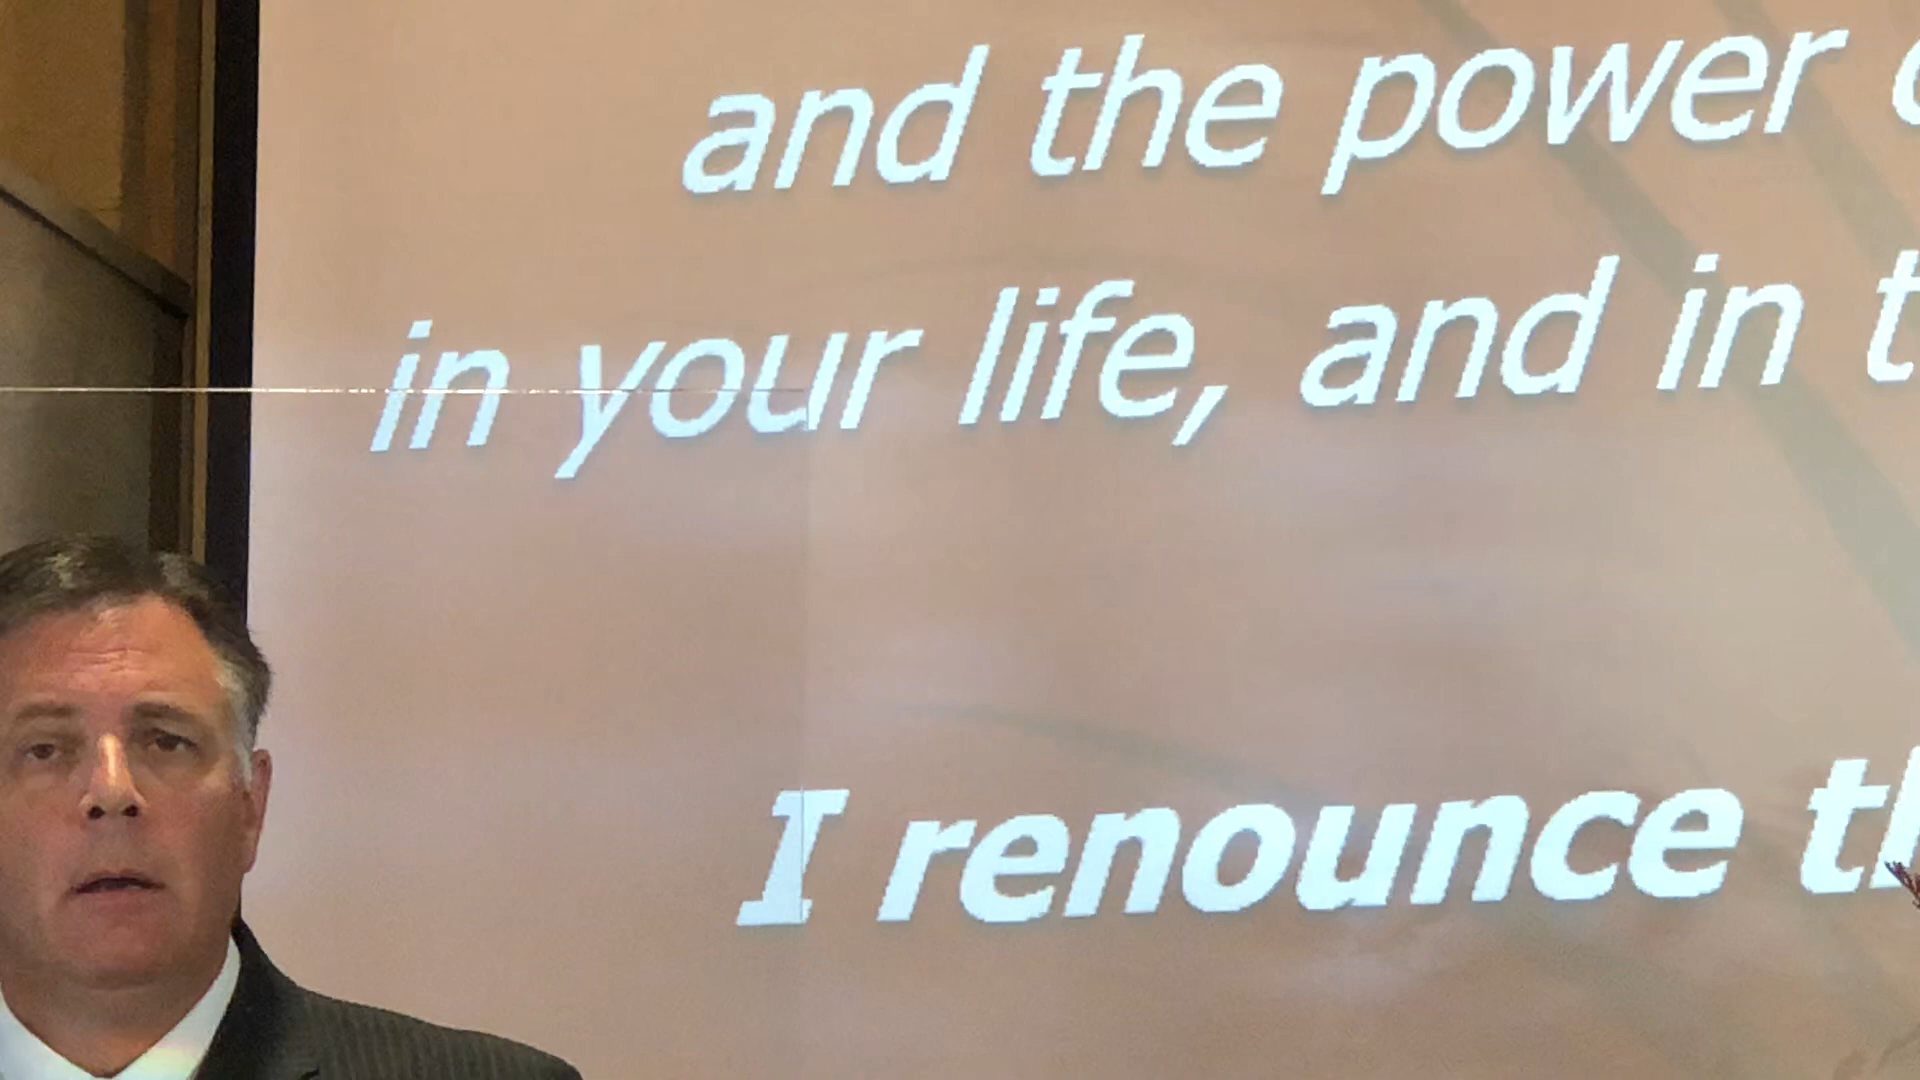 and the power
in your life, and in
I renounce